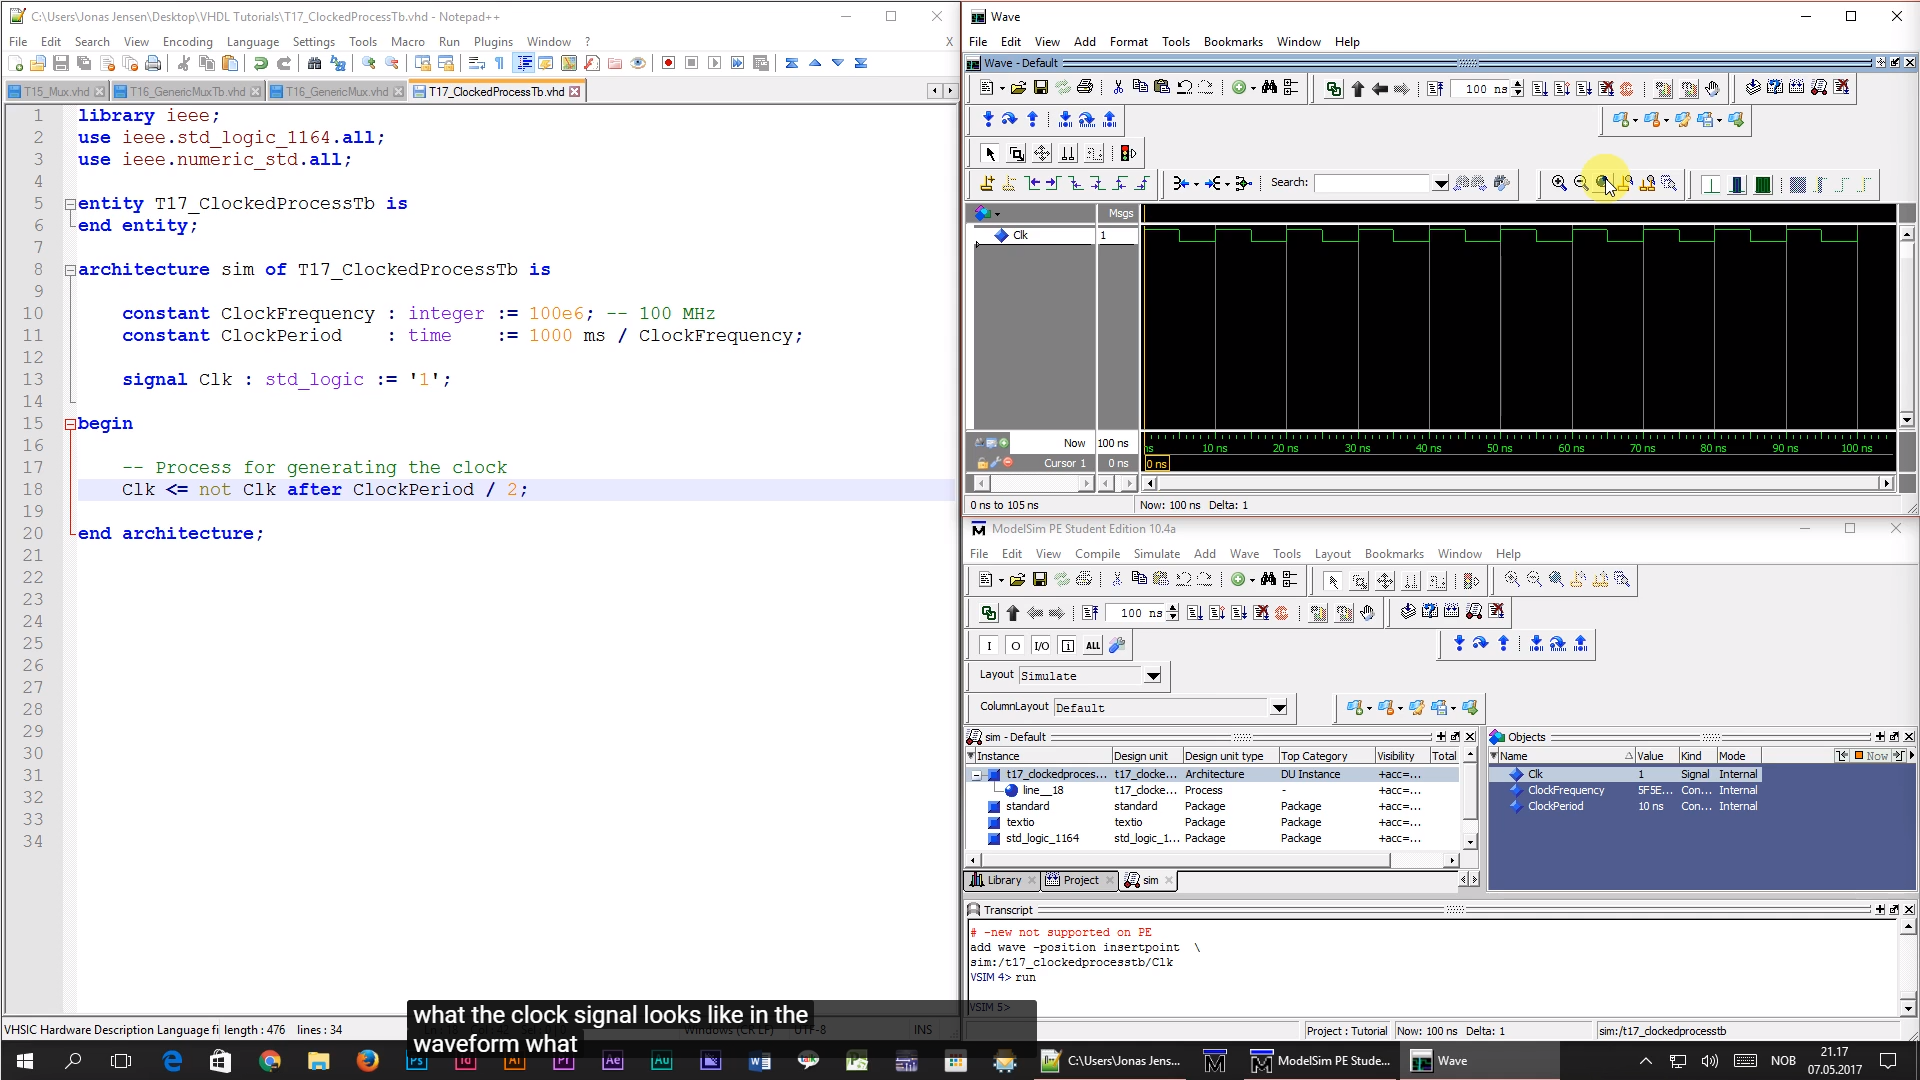 C:\Users\Jonas Jensen\Desktop\VHDL Tutorials\T17_ClockedProcessTb.vhd - Notepad++
File Edit Search View Encoding Language Settings Tools Macro Run Plugins Window ? X
T15_Mux.vhd T16_GenericMuxTb.vhd T16_GenericMux.vhd T17_ClockedProcessTb.vhd
1 library ieee;
2 use ieee.std_logic_1164.all;
3 use ieee.numeric_std.all;
4
5 entity T17_ClockedProcessTb is
6 end entity;
7
8 architecture sim of T17_ClockedProcessTb is
9
10 constant ClockFrequency : integer := 100e6; -- 100 MHz
11 constant ClockPeriod : time := 1000 ms / ClockFrequency;
12
13 signal Clk : std_logic := '1';
14
15 begin
16
17 -- Process for generating the clock
18 Clk <= not Clk after ClockPeriod / 2;
19
20 end architecture;
21
22
23
24
25
26
27
28
29
30
31
32
33
34
VHSIC Hardware Description Language fi length : 476 lines : 34 Windows (CR LF) UTF-8 INS
Wave
File Edit View Add Format Tools Bookmarks Window Help
Wave - Default
100 ns
Search:
Msgs
Clk 1
Now 100 ns ns 10 ns 20 ns 30 ns 40 ns 50 ns 60 ns 70 ns 80 ns 90 ns 100 ns
Cursor 1 0 ns 0 ns
0 ns to 105 ns Now: 100 ns Delta: 1
ModelSim PE Student Edition 10.4a
File Edit View Compile Simulate Add Wave Tools Layout Bookmarks Window Help
100 ns
I O I/O i ALL
Layout Simulate
ColumnLayout Default
sim - Default
Instance Design unit Design unit type Top Category Visibility Total
t17_clockedproces... t17_clocke... Architecture DU Instance +acc=...
line__18 t17_clocke... Process - +acc=...
standard standard Package Package +acc=...
textio textio Package Package +acc=...
std_logic_1164 std_logic_1... Package Package +acc=...
Library Project sim
Objects
Name Value Kind Mode Now
Clk 1 Signal Internal
ClockFrequency 5F5E... Con... Internal
ClockPeriod 10 ns Con... Internal
Transcript
# -new not supported on PE
add wave -position insertpoint \
sim:/t17_clockedprocesstb/Clk
VSIM 4> run
VSIM 5>
Project : Tutorial Now: 100 ns Delta: 1 sim:/t17_clockedprocesstb
what the clock signal looks like in the
waveform what
Ps Id Ai Pr Ae Au
C:\Users\Jonas Jens... ModelSim PE Stude... Wave
NOB
21.17
07.05.2017